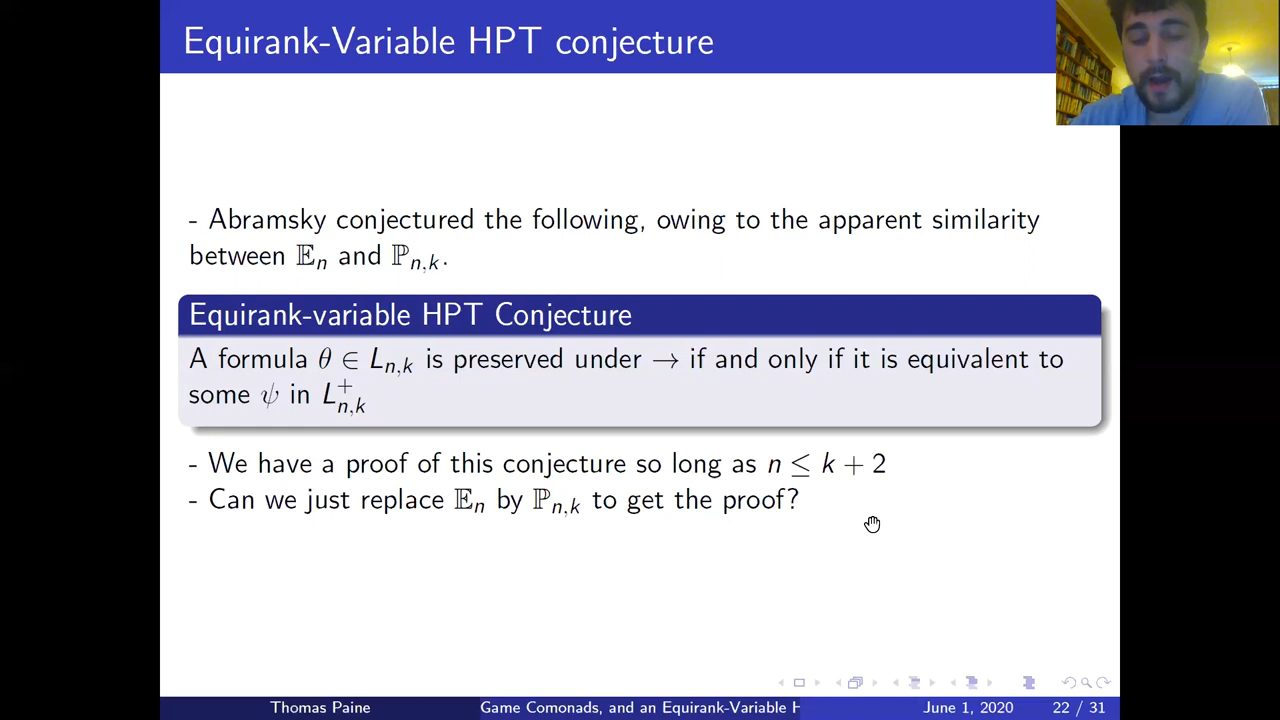 Equirank-Variable HPT conjecture
- Abramsky conjectured the following, owing to the apparent similarity
between 𝔼n and ℙn,k.
Equirank-variable HPT Conjecture
A formula θ ∈ Ln,k is preserved under → if and only if it is equivalent to
some ψ in L+n,k
- We have a proof of this conjecture so long as n ≤ k + 2
- Can we just replace 𝔼n by ℙn,k to get the proof?
Thomas Paine
Game Comonads, and an Equirank-Variable H
June 1, 2020
22 / 31